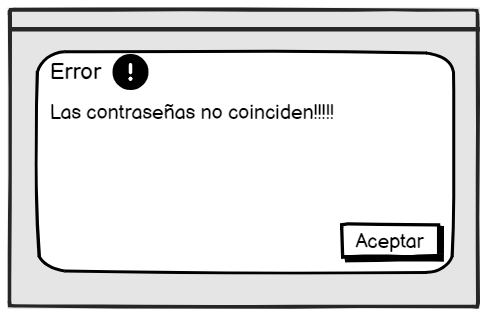 Error !
Las contraseñas no coinciden!!!!!
Aceptar